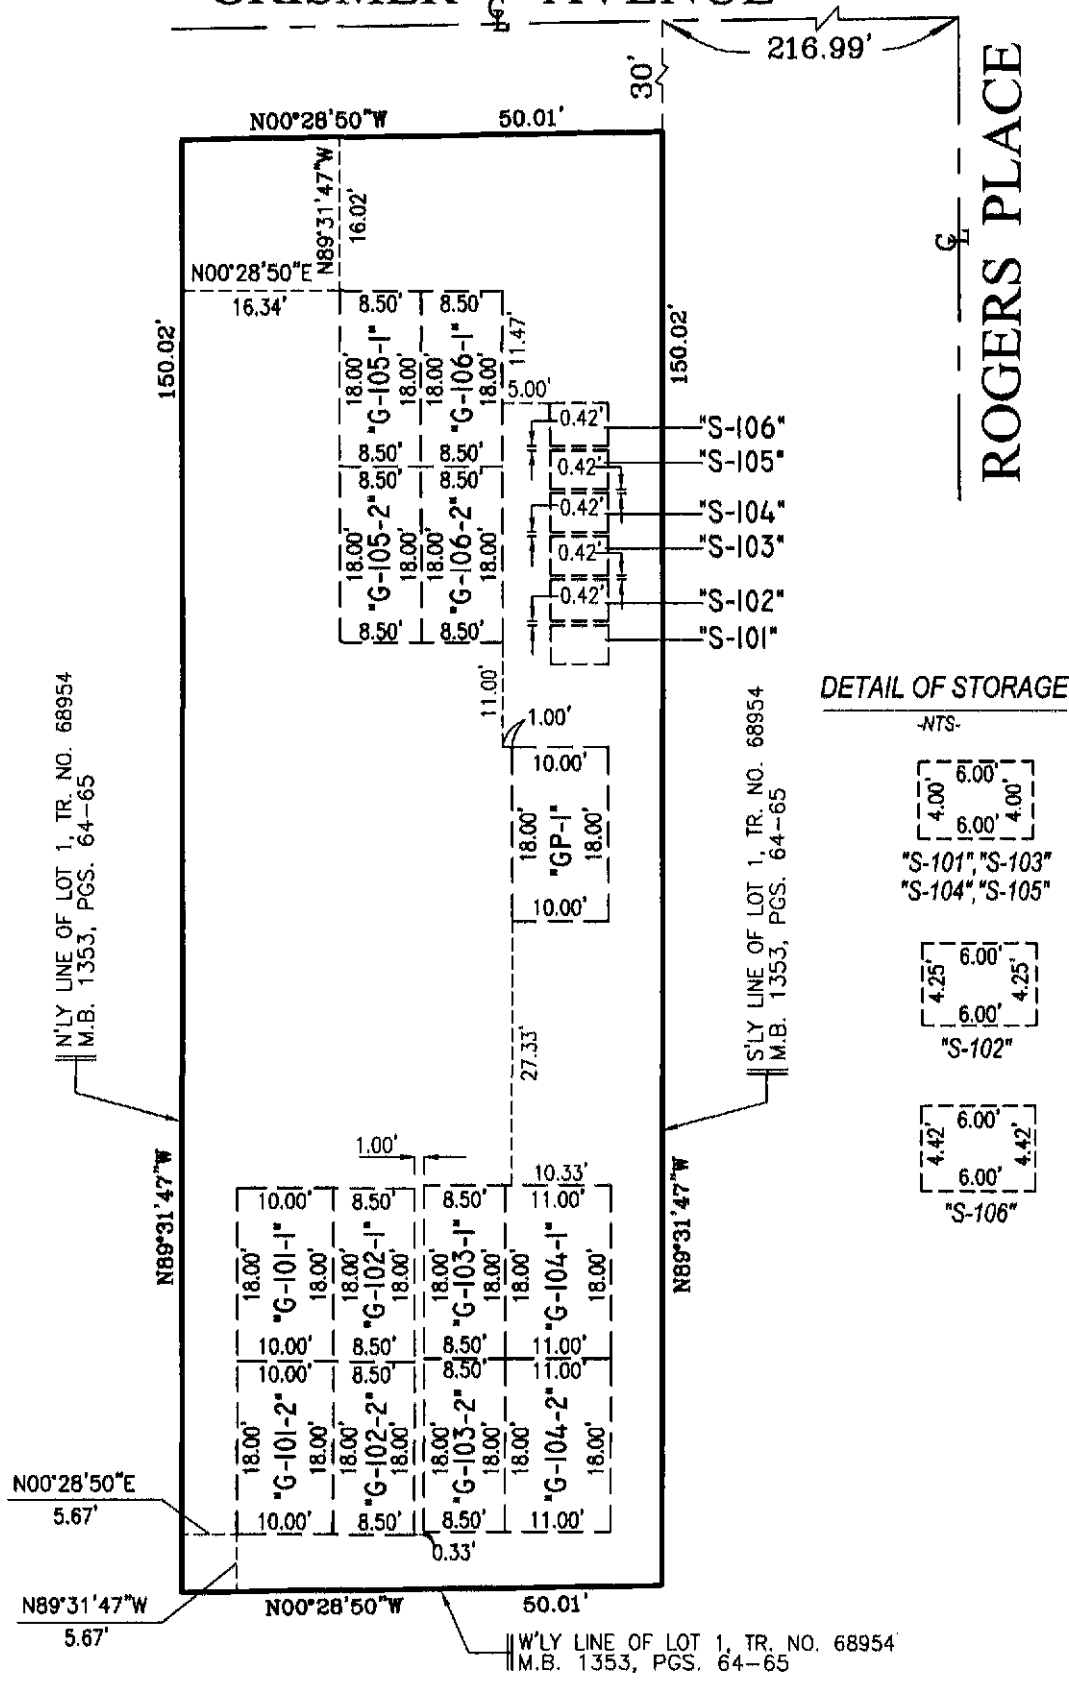 AVENUE
216.99'
30'
ROGERS PLACE
N00°28'50"W 50.01'
N89°31'47"W
16.02'
N00°28'50"E
16.34'
150.02'
150.02'
8.50' 8.50'
18.00' "G-105-1" 18.00' 18.00' "G-106-1" 18.00'
8.50' 8.50'
11.47'
5.00'
8.50' 8.50'
18.00' "G-105-2" 18.00' 18.00' "G-106-2" 18.00'
8.50' 8.50'
0.42' "S-106"
"S-105"
0.42'
0.42' "S-104"
"S-103"
0.42'
0.42' "S-102"
"S-101"
11.00'
1.00'
10.00'
18.00' "GP-1" 18.00'
10.00'
27.33'
N'LY LINE OF LOT 1, TR. NO. 68954
M.B. 1353, PGS. 64-65
S'LY LINE OF LOT 1, TR. NO. 68954
M.B. 1353, PGS. 64-65
DETAIL OF STORAGE
-NTS-
6.00'
4.00' 4.00'
6.00'
"S-101","S-103"
"S-104","S-105"
6.00'
4.25' 4.25'
6.00'
"S-102"
6.00'
4.42' 4.42'
6.00'
"S-106"
N89°31'47"W
N89°31'47"W
1.00'
10.33'
10.00' 8.50' 8.50' 11.00'
18.00' "G-101-1" 18.00' 18.00' "G-102-1" 18.00' 18.00' "G-103-1" 18.00' 18.00' "G-104-1" 18.00'
10.00' 8.50' 8.50' 11.00'
10.00' 8.50' 8.50' 11.00'
18.00' "G-101-2" 18.00' 18.00' "G-102-2" 18.00' 18.00' "G-103-2" 18.00' 18.00' "G-104-2" 18.00'
10.00' 8.50' 8.50' 11.00'
N00°28'50"E
5.67'
0.33'
N89°31'47"W
5.67'
N00°28'50"W 50.01'
W'LY LINE OF LOT 1, TR. NO. 68954
M.B. 1353, PGS. 64-65